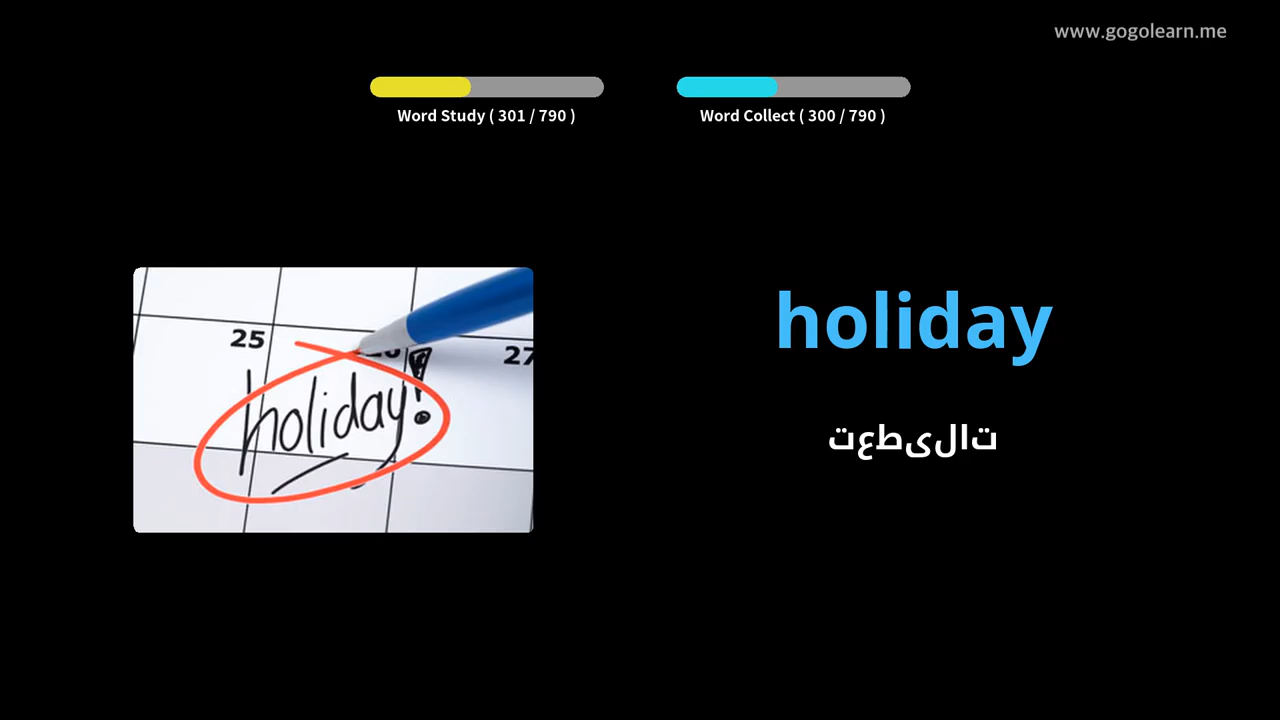 www.gogolearn.me
Word Study ( 301 / 790 )
Word Collect ( 300 / 790 )
25
27
holiday!
holiday
تعطیلات